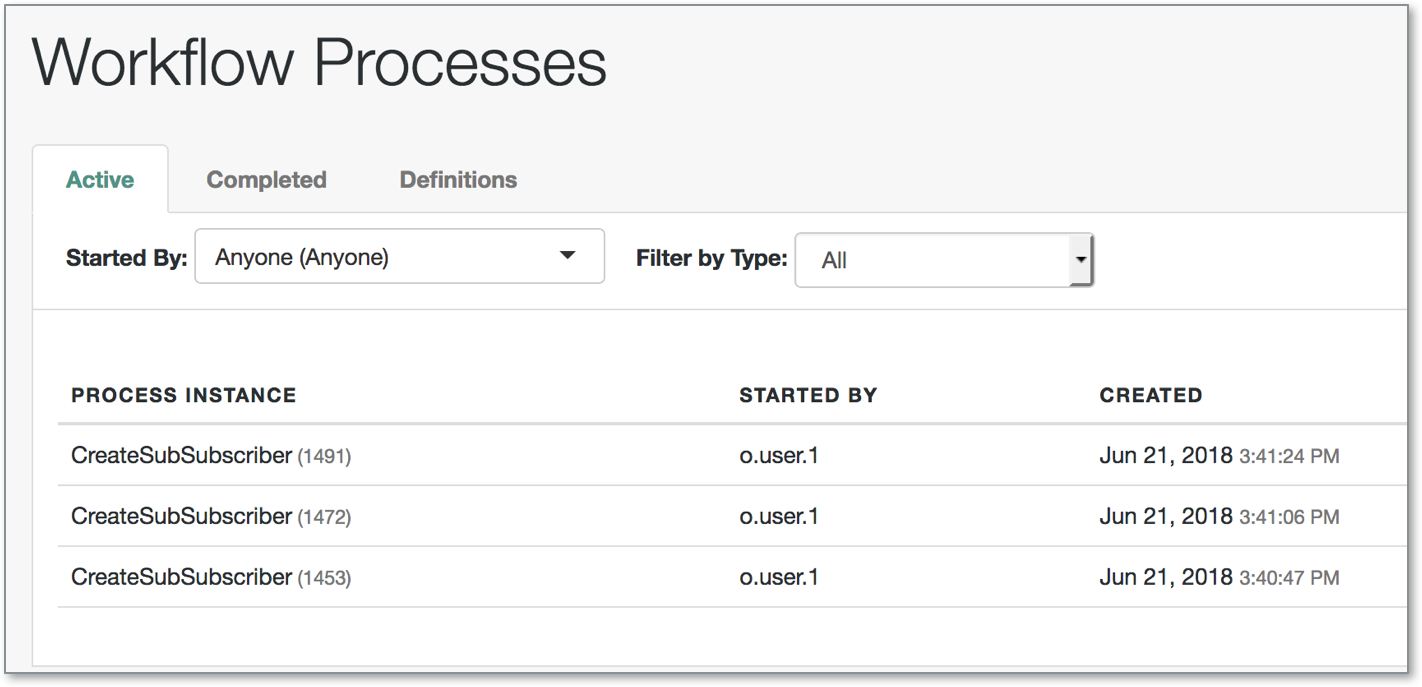 Workflow Processes
Active Completed Definitions
Started By: Anyone (Anyone) Filter by Type: All
PROCESS INSTANCE STARTED BY CREATED
CreateSubSubscriber (1491) o.user.1 Jun 21, 2018 3:41:24 PM
CreateSubSubscriber (1472) o.user.1 Jun 21, 2018 3:41:06 PM
CreateSubSubscriber (1453) o.user.1 Jun 21, 2018 3:40:47 PM